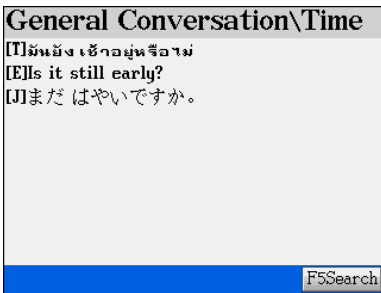 General Conversation\Time
[T]มันยังเช้าอยู่หรือไม่
[E]Is it still early?
[J]まだ はやいですか。
F5Search